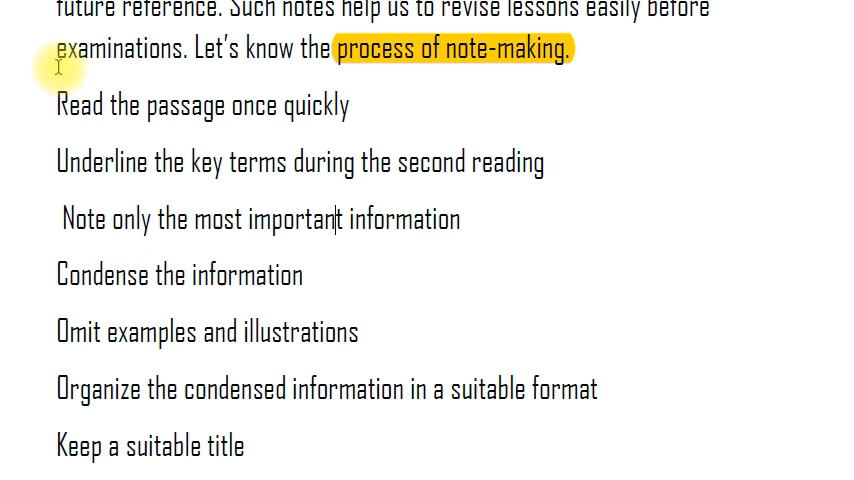 future reference. Such notes help us to revise lessons easily before
examinations. Let's know the process of note-making.
Read the passage once quickly
Underline the key terms during the second reading
Note only the most important information
Condense the information
Omit examples and illustrations
Organize the condensed information in a suitable format
Keep a suitable title